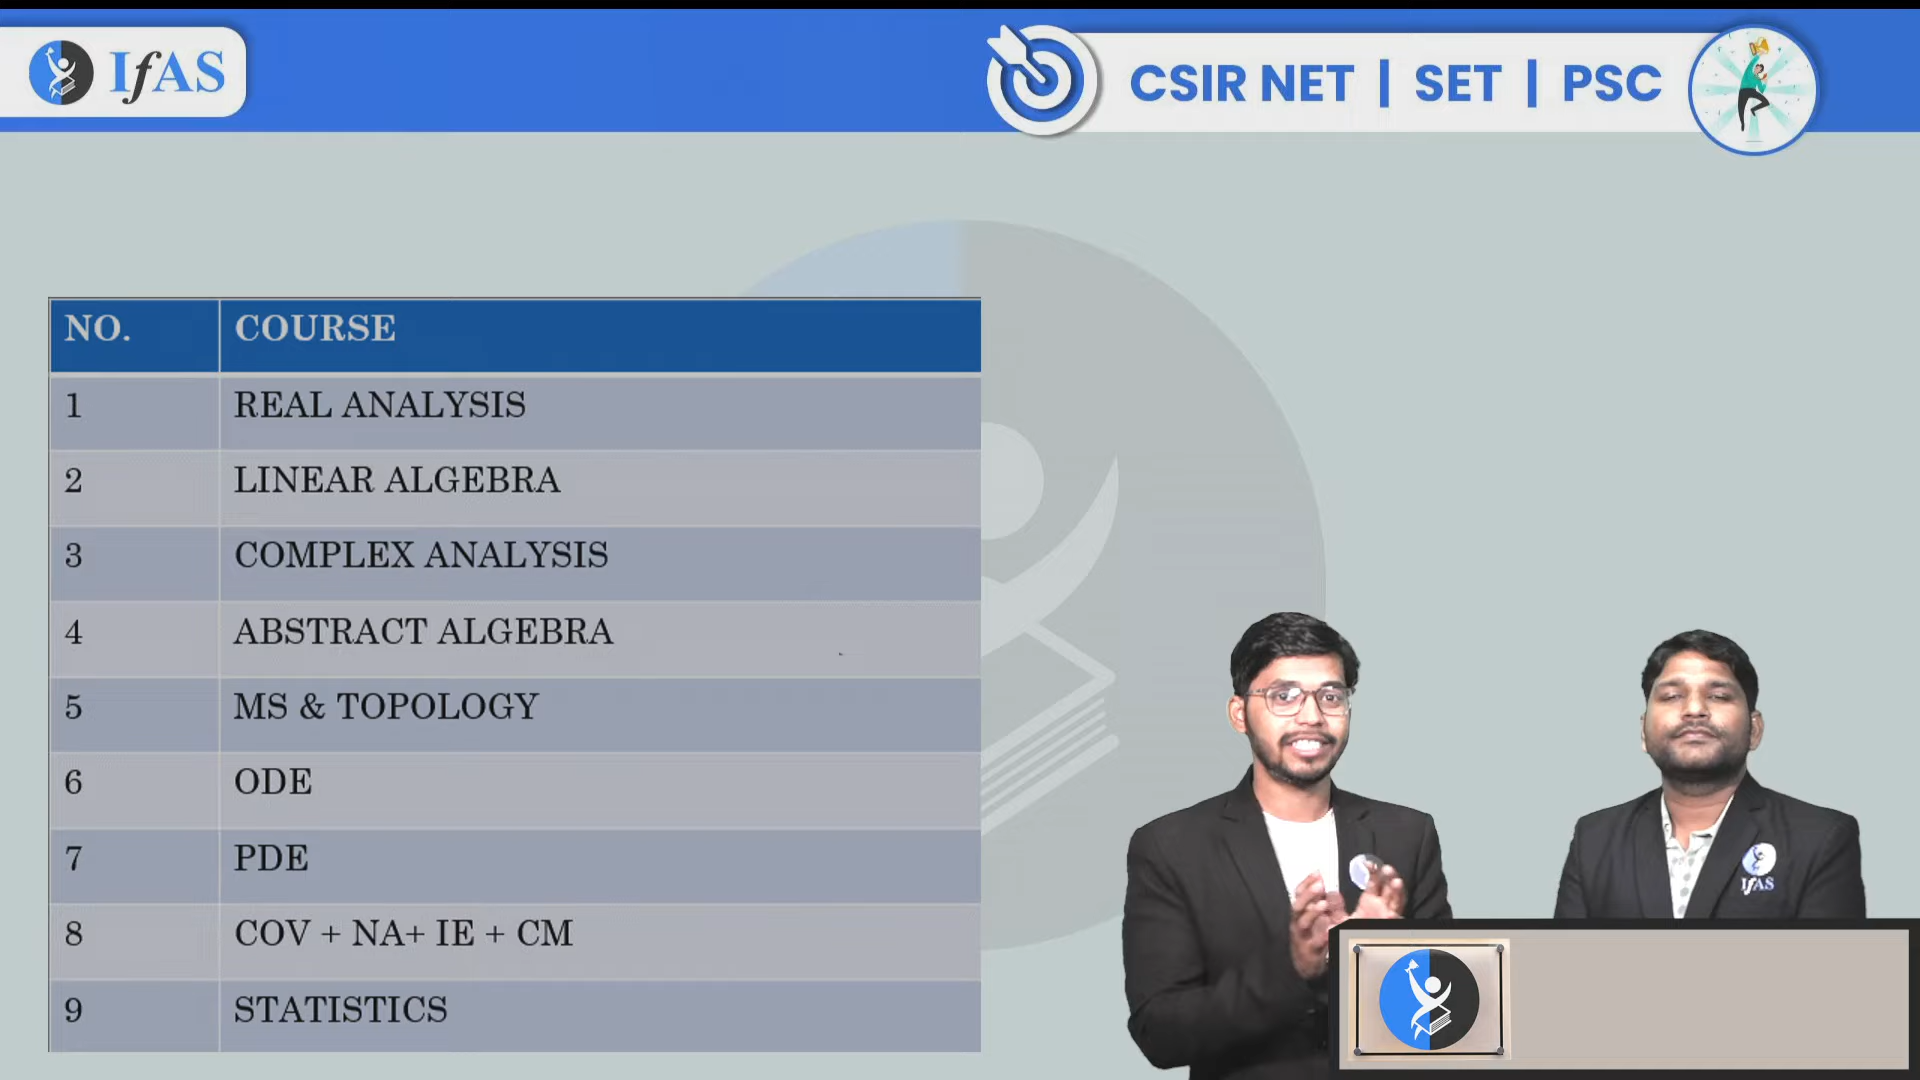 IfAS
CSIR NET | SET | PSC
NO. COURSE
1 REAL ANALYSIS
2 LINEAR ALGEBRA
3 COMPLEX ANALYSIS
4 ABSTRACT ALGEBRA
5 MS & TOPOLOGY
6 ODE
7 PDE
8 COV + NA+ IE + CM
9 STATISTICS
IfAS